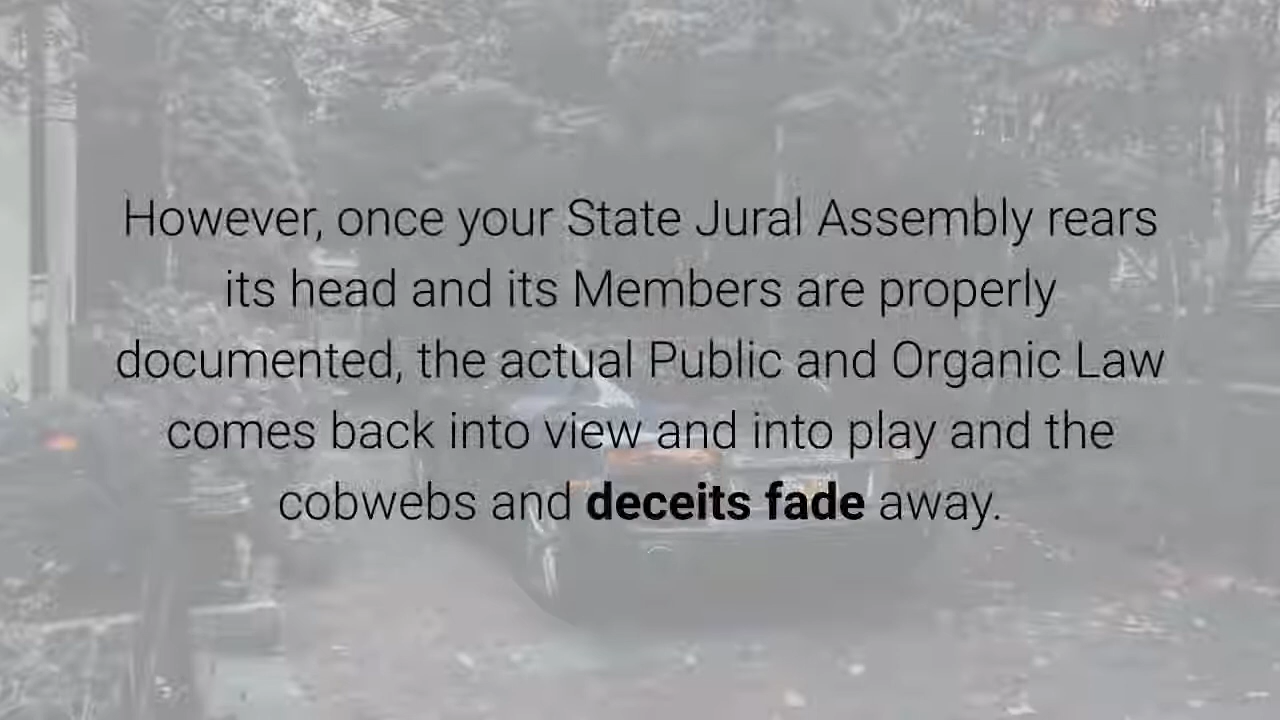 However, once your State Jural Assembly rears
its head and its Members are properly
documented, the actual Public and Organic Law
comes back into view and into play and the
cobwebs and deceits fade away.